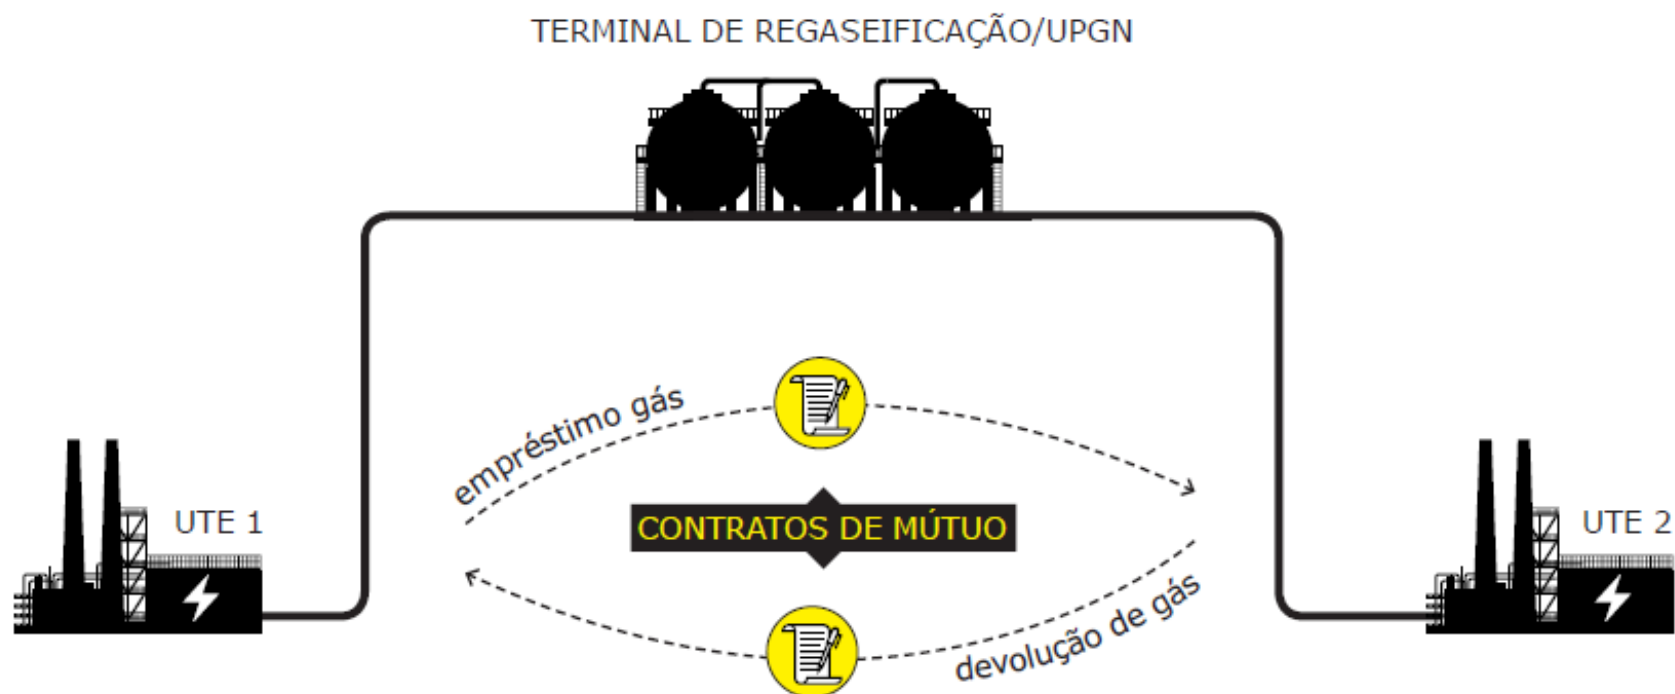 TERMINAL DE REGASEIFICAÇÃO/UPGN
empréstimo gás
UTE 1
CONTRATOS DE MÚTUO
UTE 2
devolução de gás